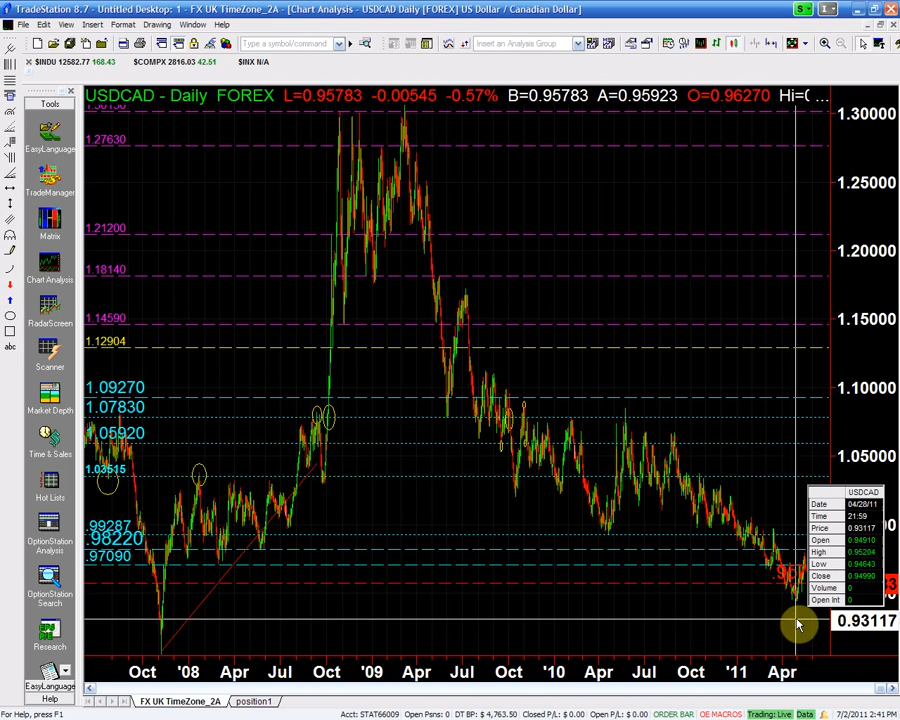 TradeStation 8.7 - Untitled Desktop: 1 - FX UK TimeZone_2A - [Chart Analysis - USDCAD Daily [FOREX] US Dollar / Canadian Dollar]
File Edit View Insert Format Drawing Window Help
Type a symbol/command
Insert an Analysis Group
$INDU 12582.77 168.43 $COMPX 2816.03 42.51 $INX N/A
USDCAD - Daily FOREX L=0.95783 -0.00545 -0.57% B=0.95783 A=0.95923 O=0.96270 Hi=0 ...
Tools
EasyLanguage
TradeManager
Matrix
Chart Analysis
RadarScreen
Scanner
Market Depth
Time & Sales
Hot Lists
OptionStation
Analysis
OptionStation
Search
Research
EasyLanguage
Help
abc
1.27630
1.21200
1.18140
1.14590
1.12904
1.09270
1.07830
1.05920
1.03515
.99287
.98220
.97090
1.30000
1.25000
1.20000
1.15000
1.10000
1.05000
USDCAD
Date 04/28/11
Time 21:59
Price 0.93117
Open 0.94910
High 0.95204
Low 0.94643
Close 0.94990
Volume 0
Open Int 0
0.93117
Oct '08 Apr Jul Oct '09 Apr Jul Oct '10 Apr Jul Oct '11 Apr
FX UK TimeZone_2A position1
For Help, press F1
Acct: STAT66009 Open Posns: 0 DT BP: $ 4,763.50 Closed P/L: $ 0.00 Open P/L: $ 0.00 ORDER BAR OE MACROS Trading: Live Data 7/2/2011 2:41 PM